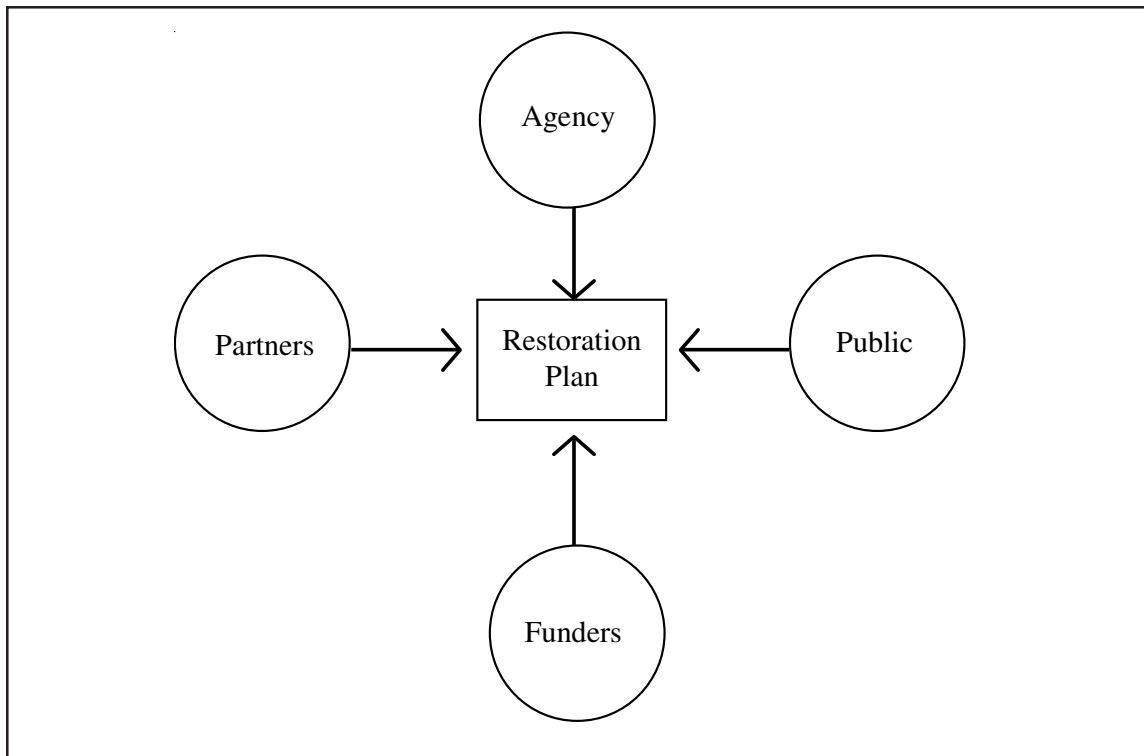 Agency
Partners
Restoration
Plan
Public
Funders